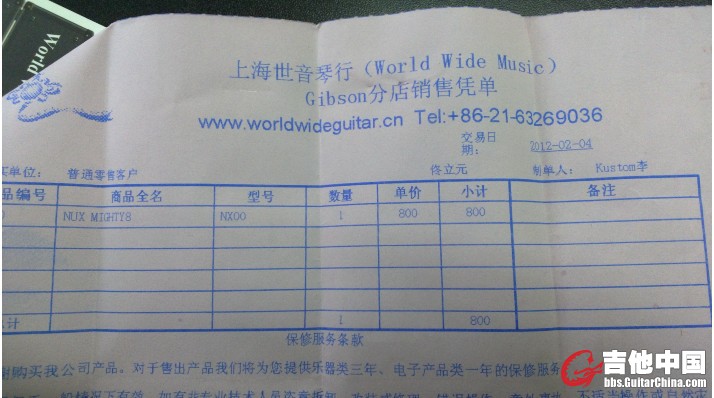 World
上海世音琴行（World Wide Music）
Gibson分店销售凭单
www.worldwideguitar.cn Tel:+86-21-63269036
交易日期: 2012-02-04
买单位: 普通零售客户 佟立元 制单人: Kustom李
品编号 商品全名 型号 数量 单价 小计 备注
0 NUX MIGHTY8 NX00 1 800 800
计 1 800
保修服务条款
谢购买我公司产品。对于售出产品我们将为您提供乐器类三年、电子产品类一年的保修服务
吉他中国
bbs.GuitarChina.com